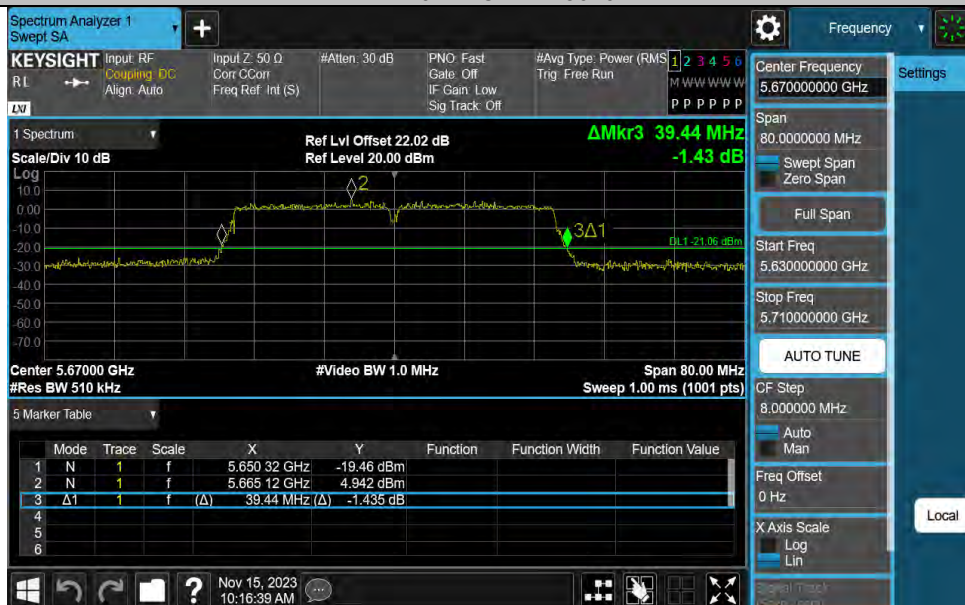 Spectrum Analyzer 1
Swept SA
+
Frequency
KEYSIGHT
RL
LXI
Input: RF
Coupling: DC
Align: Auto
Input Z: 50 Ω
Corr CCorr
Freq Ref: Int (S)
#Atten: 30 dB
PNO: Fast
Gate: Off
IF Gain: Low
Sig Track: Off
#Avg Type: Power (RMS
Trig: Free Run
1 2 3 4 5 6
M W W W W W
P P P P P P
Center Frequency
5.670000000 GHz
Settings
1 Spectrum
Ref Lvl Offset 22.02 dB
ΔMkr3 39.44 MHz
Scale/Div 10 dB
Ref Level 20.00 dBm
-1.43 dB
Span
80.0000000 MHz
Swept Span
Zero Span
Full Span
Start Freq
5.630000000 GHz
Stop Freq
5.710000000 GHz
AUTO TUNE
CF Step
8.000000 MHz
Auto
Man
Freq Offset
0 Hz
X Axis Scale
Log
Lin
Local
Log
10.0
0.00
-10.0
-20.0
-30.0
-40.0
-50.0
-60.0
-70.0
2
3Δ1
DL1 -21.06 dBm
Center 5.67000 GHz
#Video BW 1.0 MHz
Span 80.00 MHz
#Res BW 510 kHz
Sweep 1.00 ms (1001 pts)
5 Marker Table
Mode Trace Scale X Y Function Function Width Function Value
1 N 1 f 5.650 32 GHz -19.46 dBm
2 N 1 f 5.665 12 GHz 4.942 dBm
3 Δ1 1 f (Δ) 39.44 MHz (Δ) -1.435 dB
4
5
6
?
Nov 15, 2023
10:16:39 AM